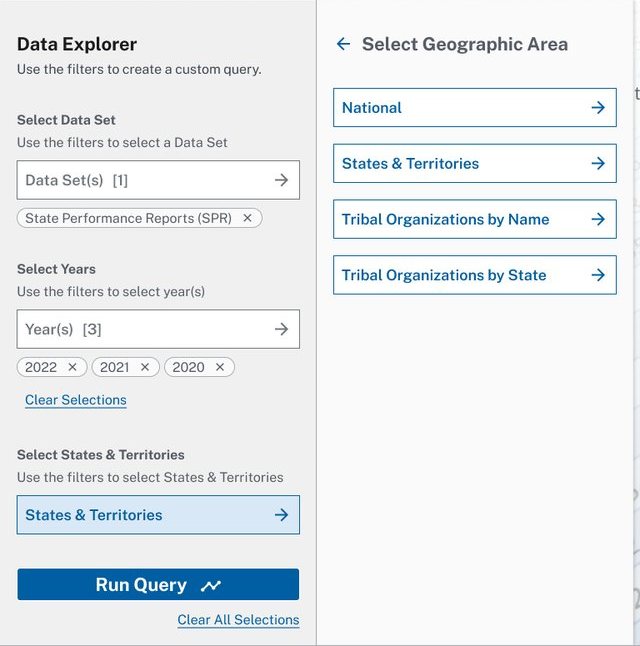 Data Explorer
Use the filters to create a custom query.
Select Data Set
Use the filters to select a Data Set
Data Set(s) [1]
State Performance Reports (SPR) ×
Select Years
Use the filters to select year(s)
Year(s) [3]
2022 × 2021 × 2020 ×
Clear Selections
Select States & Territories
Use the filters to select States & Territories
States & Territories
Run Query
Clear All Selections
Select Geographic Area
National
States & Territories
Tribal Organizations by Name
Tribal Organizations by State